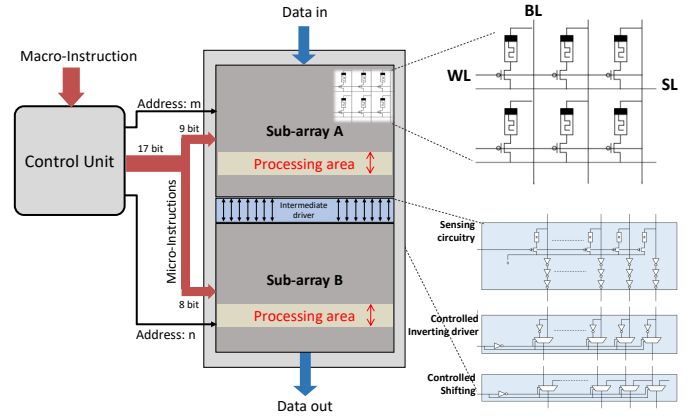 Data in
BL
Macro-Instruction
WL
SL
Address: m
Sub-array A
9 bit
Control Unit
17 bit
Processing area
Micro-Instructions
Intermediate
driver
Sensing
circuitry
Sub-array B
8 bit
Processing area
Controlled
Inverting driver
Address: n
Controlled
Shifting
Data out